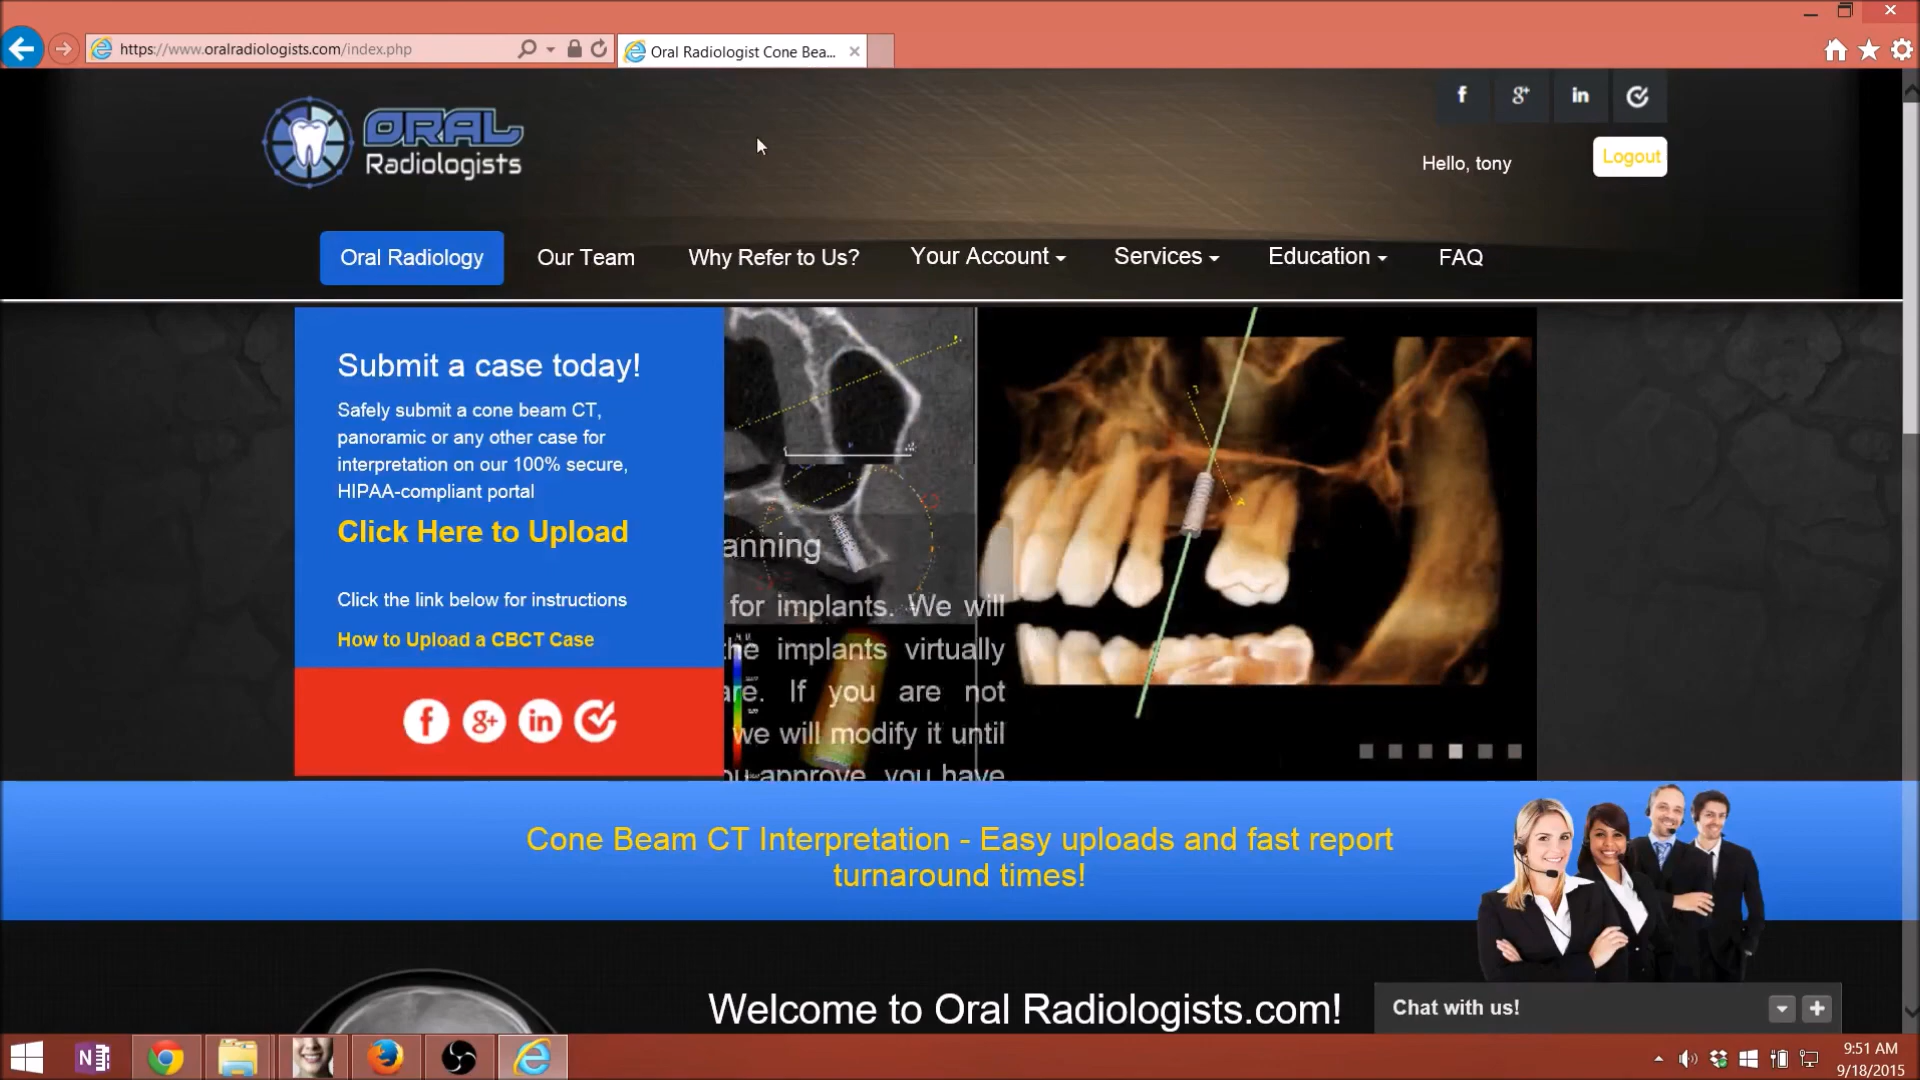 https://www.oralradiologists.com/index.php
Oral Radiologist Cone Bea...
ORAL
Radiologists
Hello, tony
Logout
Oral Radiology
Our Team
Why Refer to Us?
Your Account
Services
Education
FAQ
Submit a case today!
Safely submit a cone beam CT,
panoramic or any other case for
interpretation on our 100% secure,
HIPAA-compliant portal
Click Here to Upload
Click the link below for instructions
How to Upload a CBCT Case
anning
for implants. We will
the implants virtually
are. If you are not
we will modify it until
ou approve, you have
Cone Beam CT Interpretation - Easy uploads and fast report
turnaround times!
Welcome to Oral Radiologists.com!
Chat with us!
9:51 AM
9/18/2015